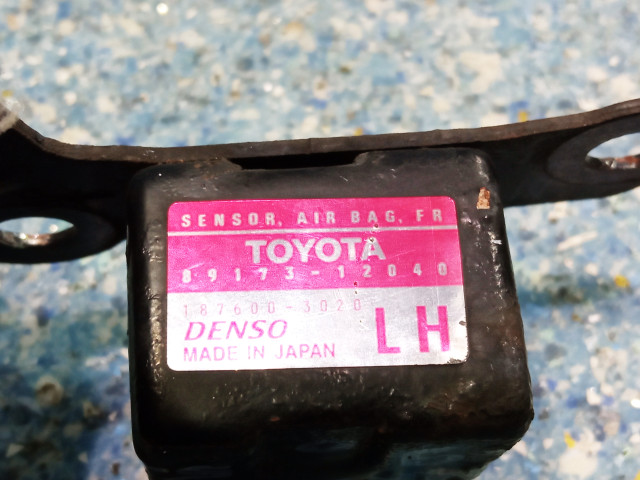 SENSOR, AIR BAG, FR
TOYOTA
89173-12040
187600-3020
DENSO
MADE IN JAPAN
LH